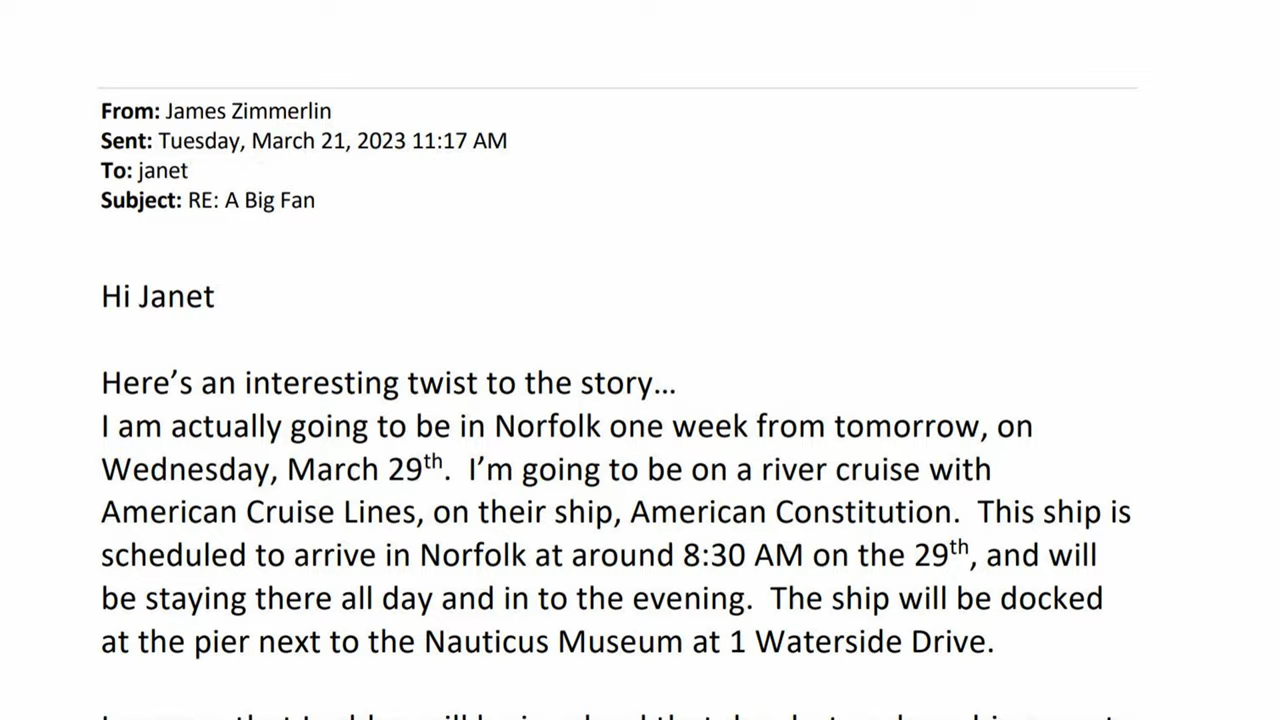 From: James Zimmerlin
Sent: Tuesday, March 21, 2023 11:17 AM
To: janet
Subject: RE: A Big Fan
Hi Janet
Here’s an interesting twist to the story…
I am actually going to be in Norfolk one week from tomorrow, on
Wednesday, March 29th.  I’m going to be on a river cruise with
American Cruise Lines, on their ship, American Constitution.  This ship is
scheduled to arrive in Norfolk at around 8:30 AM on the 29th, and will
be staying there all day and in to the evening.  The ship will be docked
at the pier next to the Nauticus Museum at 1 Waterside Drive.